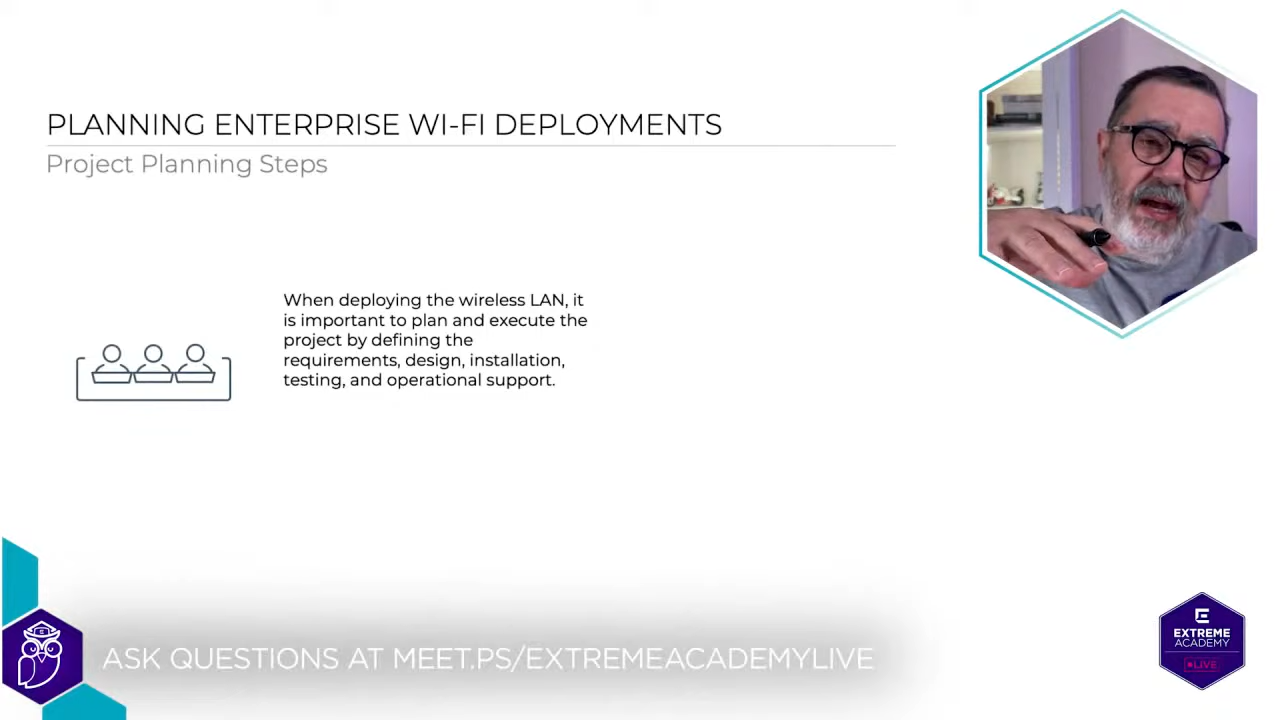 PLANNING ENTERPRISE WI-FI DEPLOYMENTS
Project Planning Steps
When deploying the wireless LAN, it
is important to plan and execute the
project by defining the
requirements, design, installation,
testing, and operational support.
ASK QUESTIONS AT MEET.PS/EXTREMEACADEMYLIVE
E
EXTREME
ACADEMY
LIVE